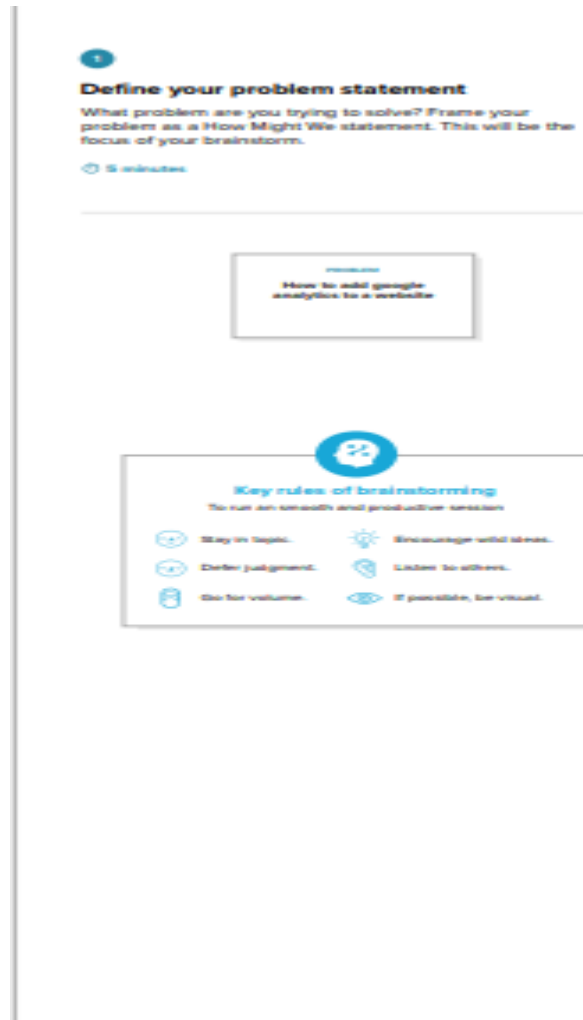 1
Define your problem statement
What problem are you trying to solve? Frame your
problem as a How Might We statement. This will be the
focus of your brainstorm.
5 minutes
PROBLEM
How to add google
analytics to a website
Key rules of brainstorming
To run an smooth and productive session
Stay in topic.
Encourage wild ideas.
Defer judgment.
Listen to others.
Go for volume.
If possible, be visual.